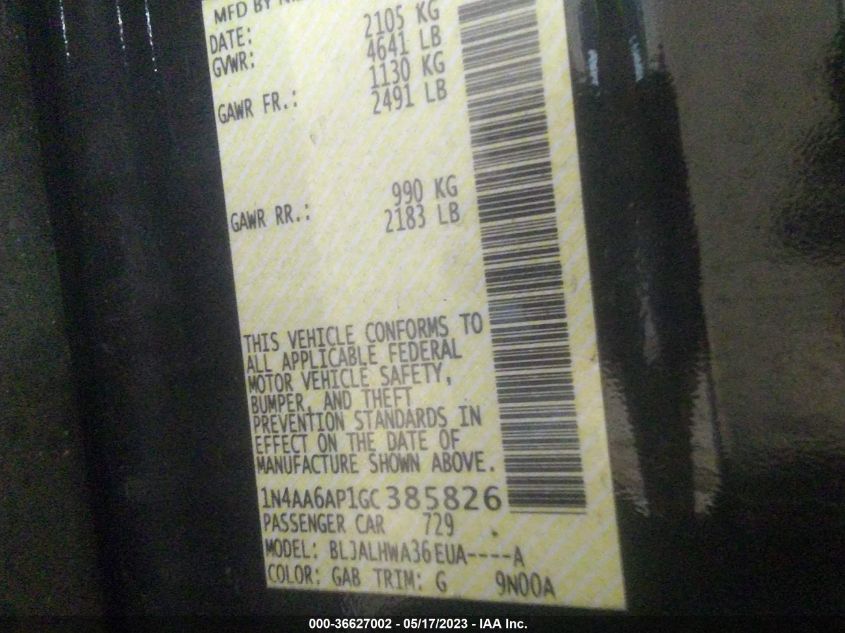 MFD BY
DATE: 2105 KG
GVWR: 4641 LB
1130 KG
GAWR FR.: 2491 LB
990 KG
GAWR RR.: 2183 LB
THIS VEHICLE CONFORMS TO
ALL APPLICABLE FEDERAL
MOTOR VEHICLE SAFETY,
BUMPER, AND THEFT
PREVENTION STANDARDS IN
EFFECT ON THE DATE OF
MANUFACTURE SHOWN ABOVE.
1N4AA6AP1GC385826
PASSENGER CAR 729
MODEL: BLJALHWA36EUA----A
COLOR: GAB TRIM: G 9N00A
000-36627002 - 05/17/2023 - IAA Inc.